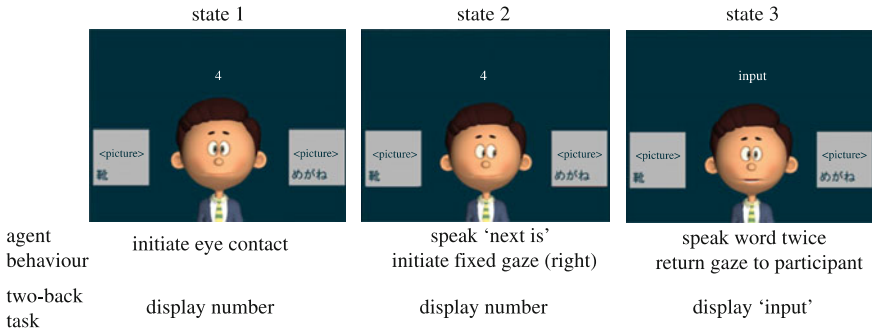 state 1
state 2
state 3
4
4
input
<picture>
靴
<picture>
めがね
<picture>
靴
<picture>
めがね
<picture>
靴
<picture>
めがね
agent
behaviour
initiate eye contact
speak ‘next is’
initiate fixed gaze (right)
speak word twice
return gaze to participant
two-back
task
display number
display number
display ‘input’